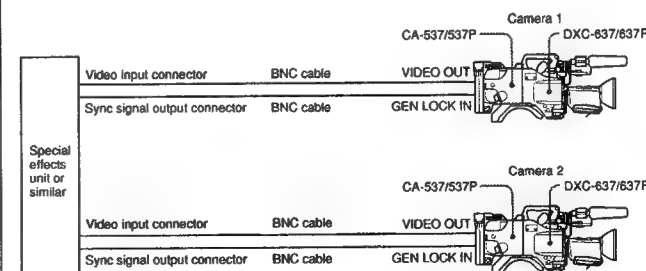 Camera 1
CA-537/537P DXC-637/637P
Video input connector BNC cable VIDEO OUT
Sync signal output connector BNC cable GEN LOCK IN
Special
effects
unit or
similar
Camera 2
CA-537/537P DXC-637/637P
Video input connector BNC cable VIDEO OUT
Sync signal output connector BNC cable GEN LOCK IN